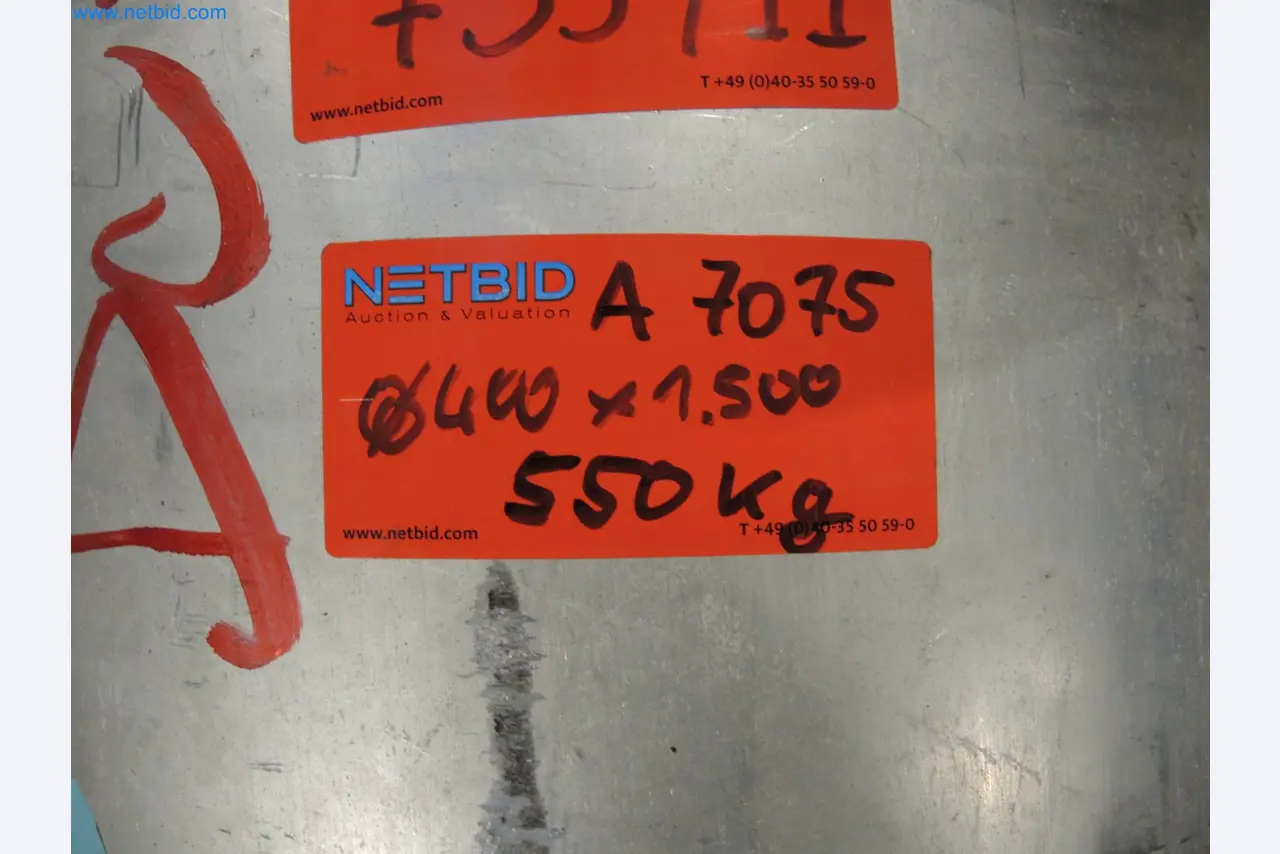 www.netbid.com
T +49 (0)40-35 50 59-0
www.netbid.com
NETBID A 7075
Auction & Valuation
Ø400 x 1.500
550 kg
www.netbid.com T +49 (0)40-35 50 59-0